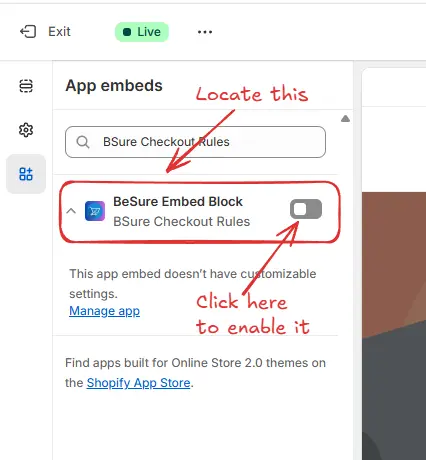 Exit
Live
...
App embeds
Locate this
BSure Checkout Rules
BeSure Embed Block
BSure Checkout Rules
This app embed doesn’t have customizable
settings.
Manage app
Click here
to enable it
Find apps built for Online Store 2.0 themes on
the Shopify App Store.